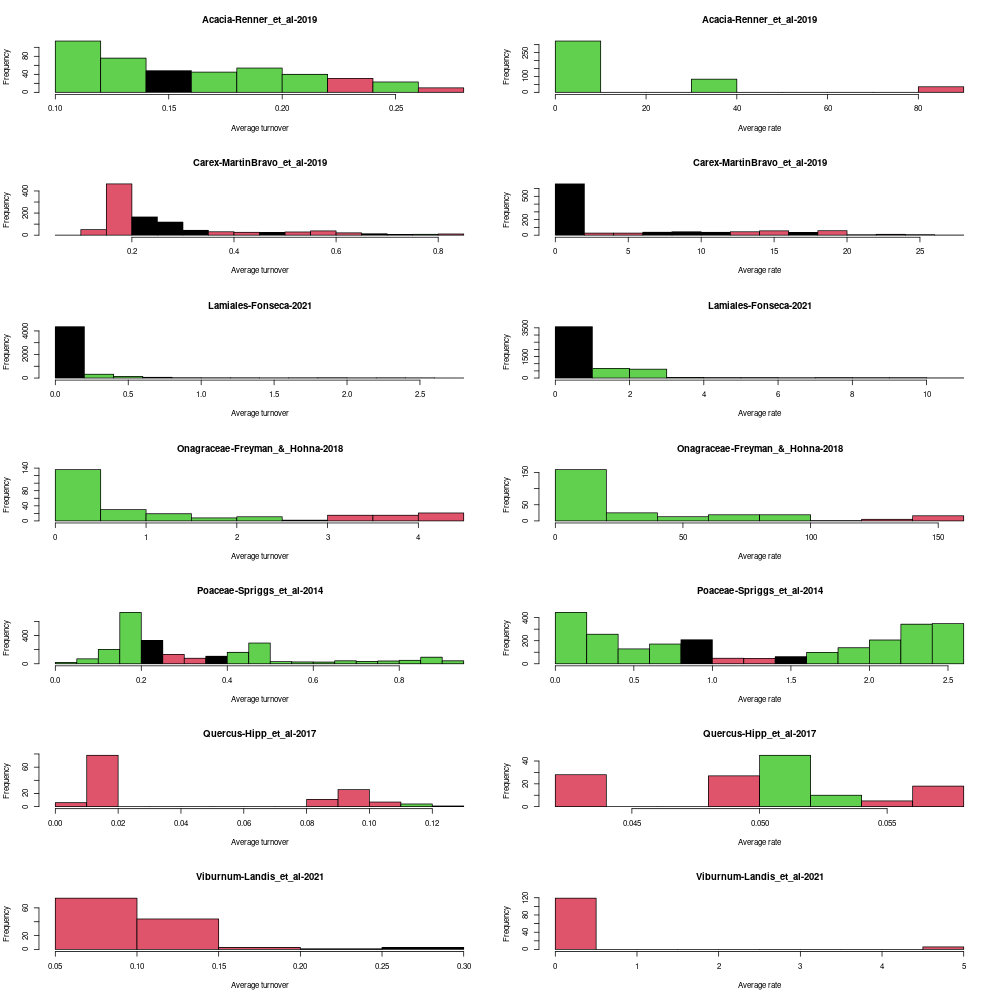 Acacia-Renner_et_al-2019
Frequency
0 40 80
0.10 0.15 0.20 0.25
Average turnover
Acacia-Renner_et_al-2019
Frequency
0 100 250
0 20 40 60 80
Average rate
Carex-MartinBravo_et_al-2019
Frequency
0 200 400
0.2 0.4 0.6 0.8
Average turnover
Carex-MartinBravo_et_al-2019
Frequency
0 200 500
0 5 10 15 20 25
Average rate
Lamiales-Fonseca-2021
Frequency
0 2000 4000
0.0 0.5 1.0 1.5 2.0 2.5
Average turnover
Lamiales-Fonseca-2021
Frequency
0 1500 3500
0 2 4 6 8 10
Average rate
Onagraceae-Freyman_&_Hohna-2018
Frequency
0 40 80 140
0 1 2 3 4
Average turnover
Onagraceae-Freyman_&_Hohna-2018
Frequency
0 50 150
0 50 100 150
Average rate
Poaceae-Spriggs_et_al-2014
Frequency
0 400
0.0 0.2 0.4 0.6 0.8
Average turnover
Poaceae-Spriggs_et_al-2014
Frequency
0 200 400
0.0 0.5 1.0 1.5 2.0 2.5
Average rate
Quercus-Hipp_et_al-2017
Frequency
0 20 60
0.00 0.02 0.04 0.06 0.08 0.10 0.12
Average turnover
Quercus-Hipp_et_al-2017
Frequency
0 20 40
0.045 0.050 0.055
Average rate
Viburnum-Landis_et_al-2021
Frequency
0 20 60
0.05 0.10 0.15 0.20 0.25 0.30
Average turnover
Viburnum-Landis_et_al-2021
Frequency
0 40 80 120
0 1 2 3 4 5
Average rate